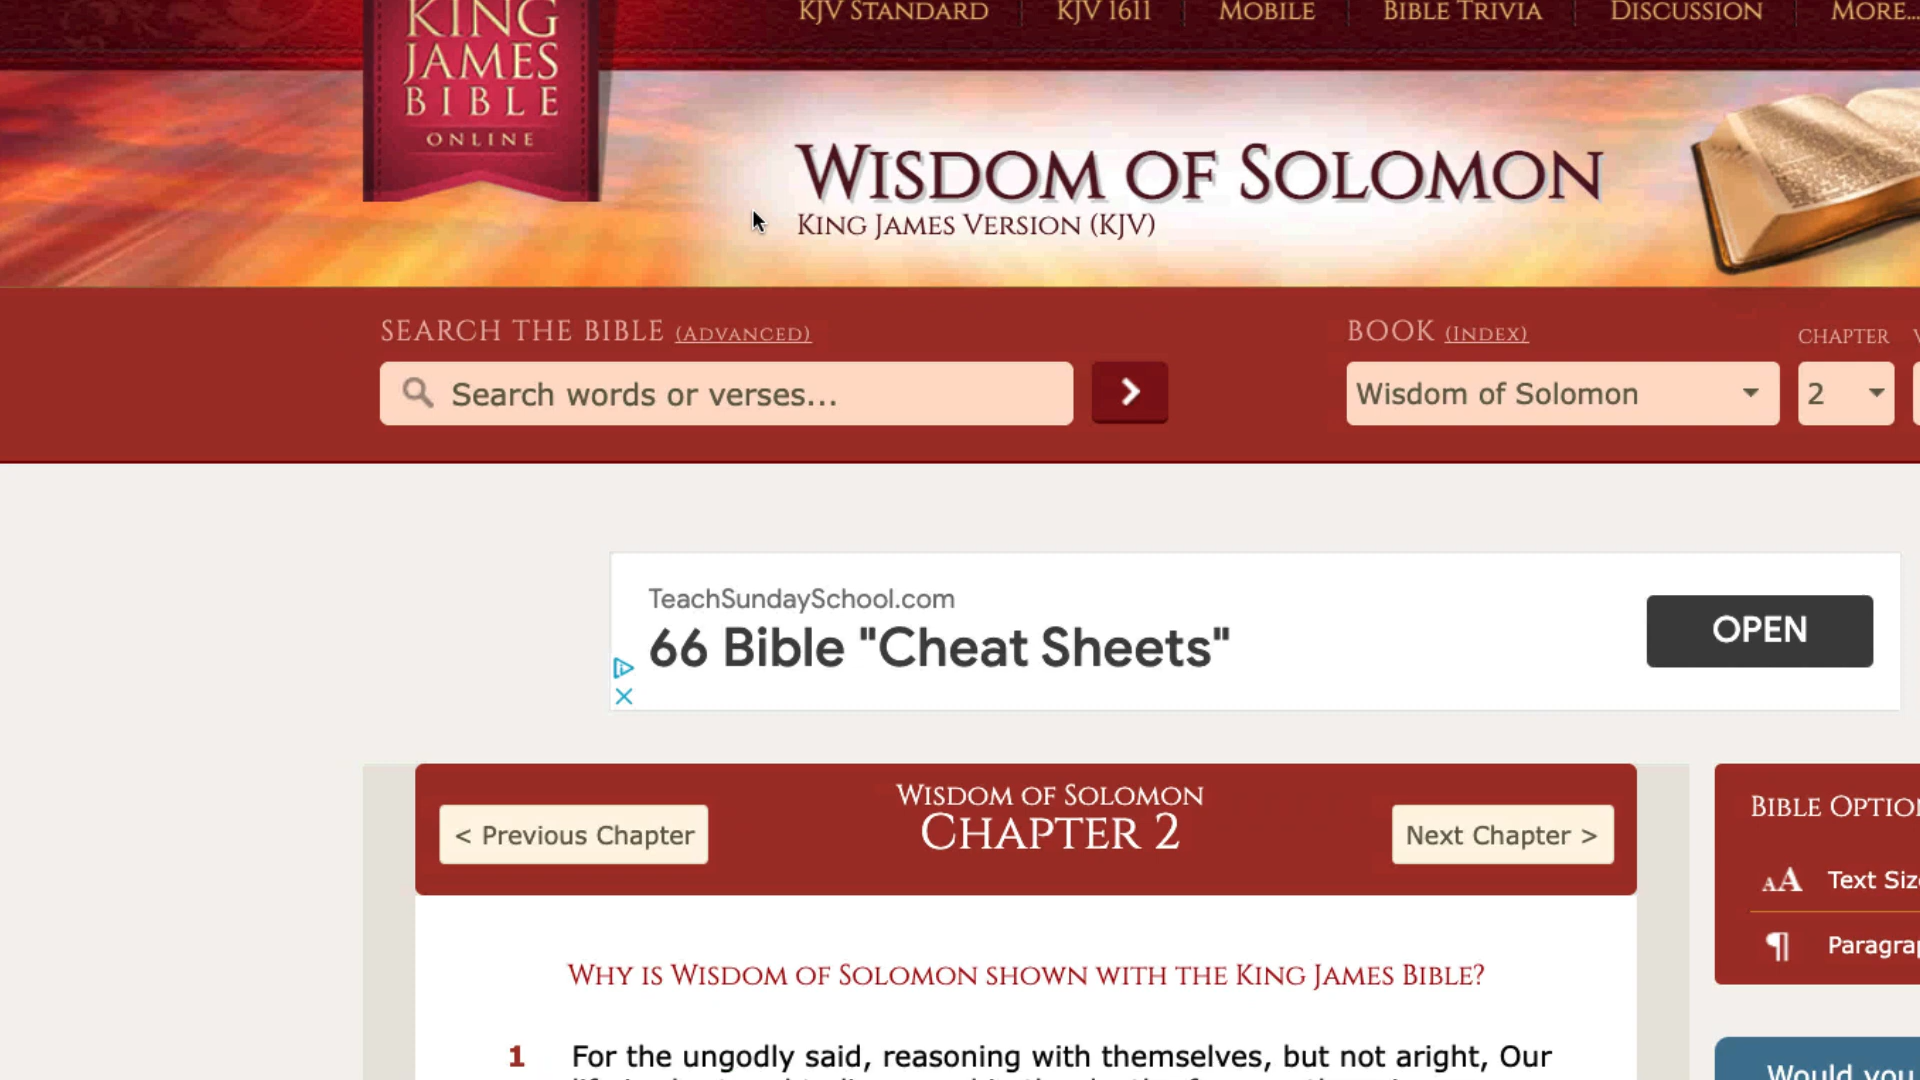 KJV Standard KJV 1611 Mobile Bible Trivia Discussion More...
KING
JAMES
BIBLE
ONLINE
Wisdom of Solomon
King James Version (KJV)
Search the Bible (Advanced)
Book (Index)
Chapter
Search words or verses...
Wisdom of Solomon
2
TeachSundaySchool.com
66 Bible "Cheat Sheets"
OPEN
< Previous Chapter
Wisdom of Solomon
Chapter 2
Next Chapter >
Bible Optio
AA Text Siz
¶ Paragrap
Why is Wisdom of Solomon shown with the King James Bible?
1 For the ungodly said, reasoning with themselves, but not aright, Our
Would you